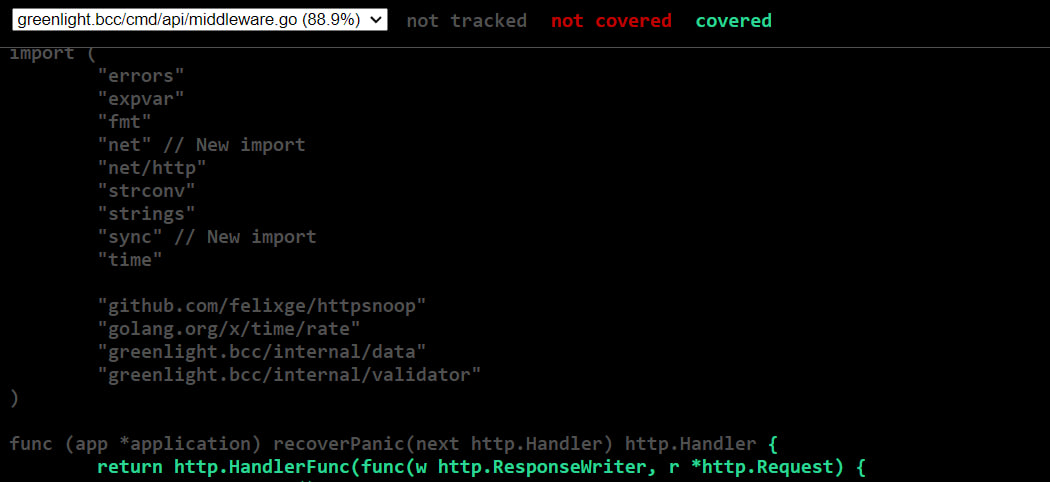 greenlight.bcc/cmd/api/middleware.go (88.9%) not tracked not covered covered
import (
"errors"
"expvar"
"fmt"
"net" // New import
"net/http"
"strconv"
"strings"
"sync" // New import
"time"
"github.com/felixge/httpsnoop"
"golang.org/x/time/rate"
"greenlight.bcc/internal/data"
"greenlight.bcc/internal/validator"
)
func (app *application) recoverPanic(next http.Handler) http.Handler {
return http.HandlerFunc(func(w http.ResponseWriter, r *http.Request) {